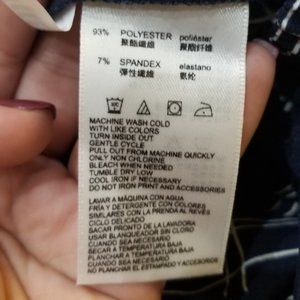 93% POLYESTER poliéster
聚酯纖維 聚酯纤维
7% SPANDEX elastano
彈性纖維 氨纶
MACHINE WASH COLD
WITH LIKE COLORS
TURN INSIDE OUT
GENTLE CYCLE
PULL OUT FROM MACHINE QUICKLY
ONLY NON CHLORINE
BLEACH WHEN NEEDED
TUMBLE DRY LOW
COOL IRON IF NECESSARY
DO NOT IRON PRINT AND ACCESSORIES
LAVAR A MÁQUINA CON AGUA
FRÍA Y DETERGENTE CON COLORES
SIMILARES CON LA PRENDA AL REVÉS
CICLO DELICADO
SACAR PRONTO DE LA LAVADORA
USAR BLANQUEADOR SIN CLORO
CUANDO SEA NECESARIO
SECAR A TEMPERATURA BAJA
PLANCHAR A TEMPERATURA BAJA
CUANDO SEA NECESARIO
NO PLANCHAR EL ESTAMPADO Y ACCESORIOS